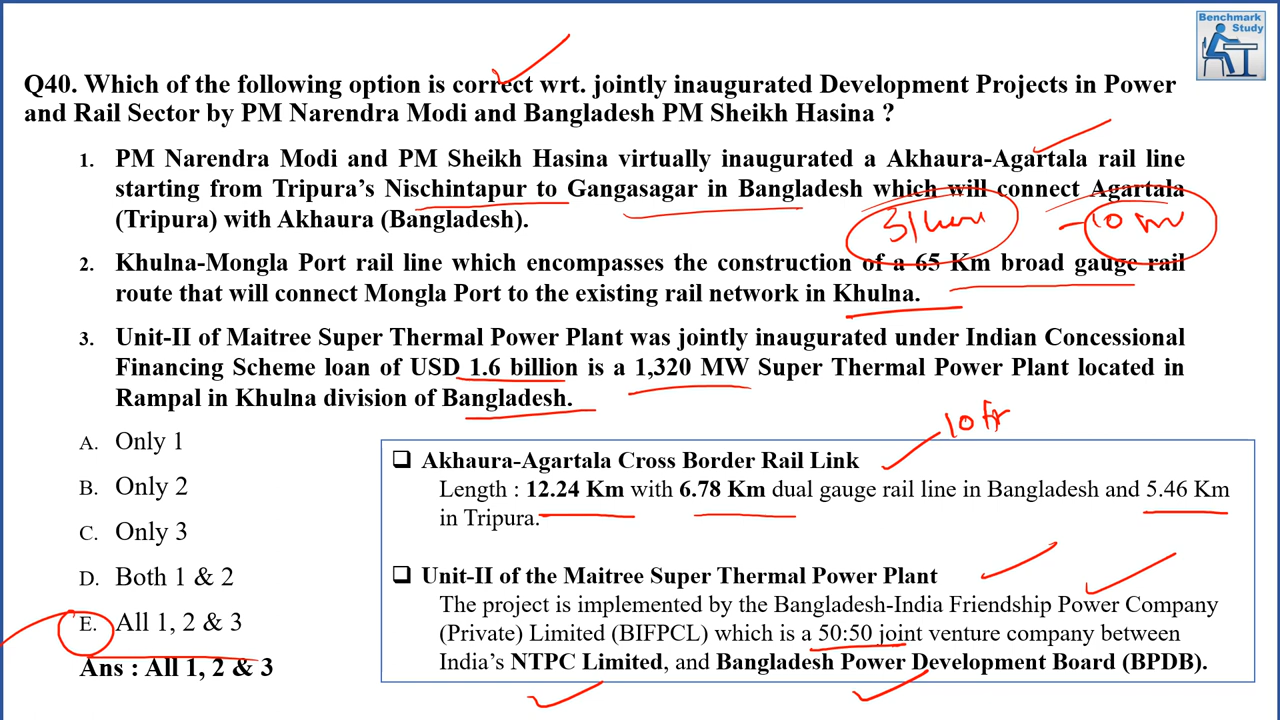 Benchmark
Study
Q40. Which of the following option is correct wrt. jointly inaugurated Development Projects in Power
and Rail Sector by PM Narendra Modi and Bangladesh PM Sheikh Hasina ?
1. PM Narendra Modi and PM Sheikh Hasina virtually inaugurated a Akhaura-Agartala rail line
starting from Tripura’s Nischintapur to Gangasagar in Bangladesh which will connect Agartala
(Tripura) with Akhaura (Bangladesh).
2. Khulna-Mongla Port rail line which encompasses the construction of a 65 Km broad gauge rail
route that will connect Mongla Port to the existing rail network in Khulna.
3. Unit-II of Maitree Super Thermal Power Plant was jointly inaugurated under Indian Concessional
Financing Scheme loan of USD 1.6 billion is a 1,320 MW Super Thermal Power Plant located in
Rampal in Khulna division of Bangladesh.
A. Only 1
B. Only 2
C. Only 3
D. Both 1 & 2
E. All 1, 2 & 3
Ans : All 1, 2 & 3
❑ Akhaura-Agartala Cross Border Rail Link
Length : 12.24 Km with 6.78 Km dual gauge rail line in Bangladesh and 5.46 Km
in Tripura.
❑ Unit-II of the Maitree Super Thermal Power Plant
The project is implemented by the Bangladesh-India Friendship Power Company
(Private) Limited (BIFPCL) which is a 50:50 joint venture company between
India’s NTPC Limited, and Bangladesh Power Development Board (BPDB).